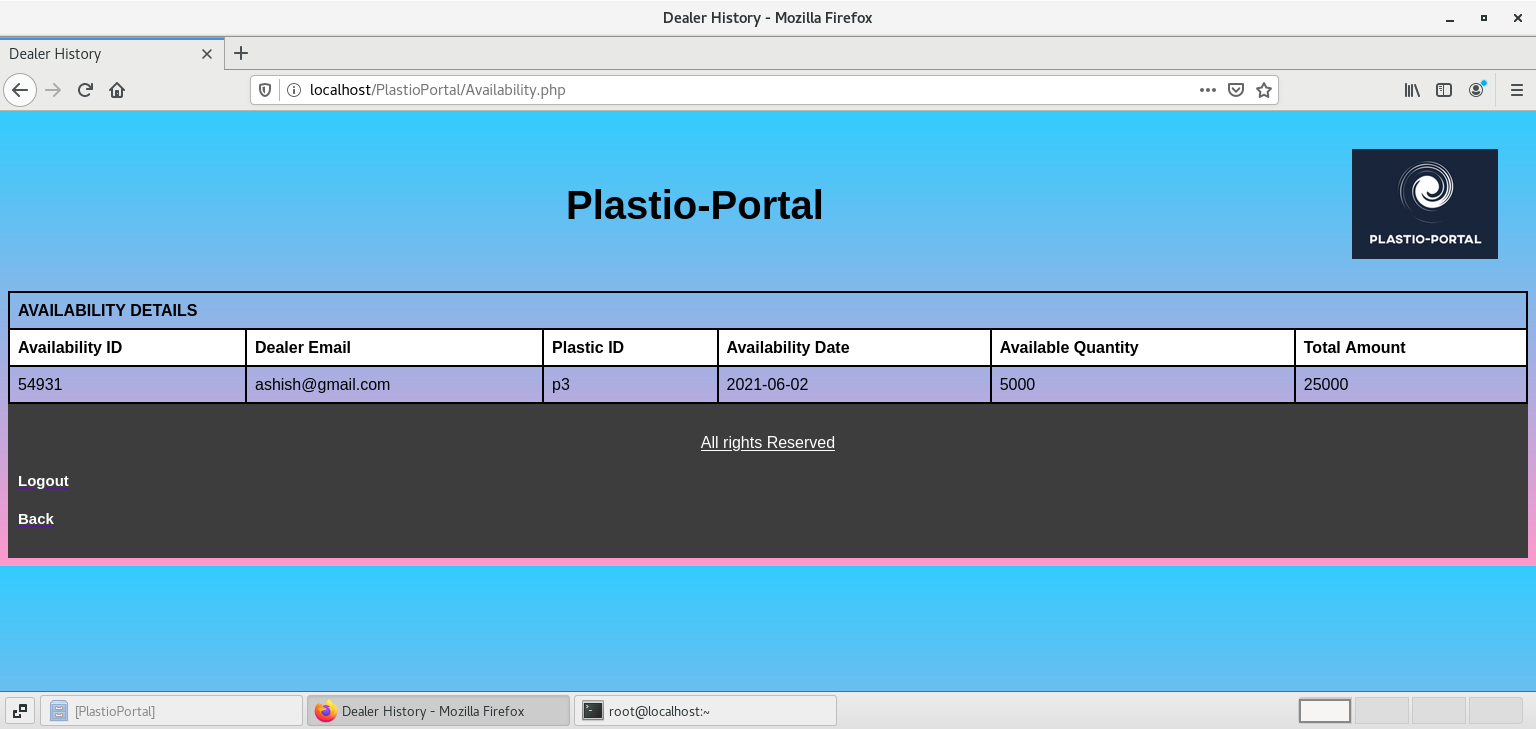 Dealer History - Mozilla Firefox
Dealer History
localhost/PlastioPortal/Availability.php
Plastio-Portal
PLASTIO-PORTAL
AVAILABILITY DETAILS
Availability ID Dealer Email Plastic ID Availability Date Available Quantity Total Amount
54931 ashish@gmail.com p3 2021-06-02 5000 25000
All rights Reserved
Logout
Back
[PlastioPortal] Dealer History - Mozilla Firefox root@localhost:~